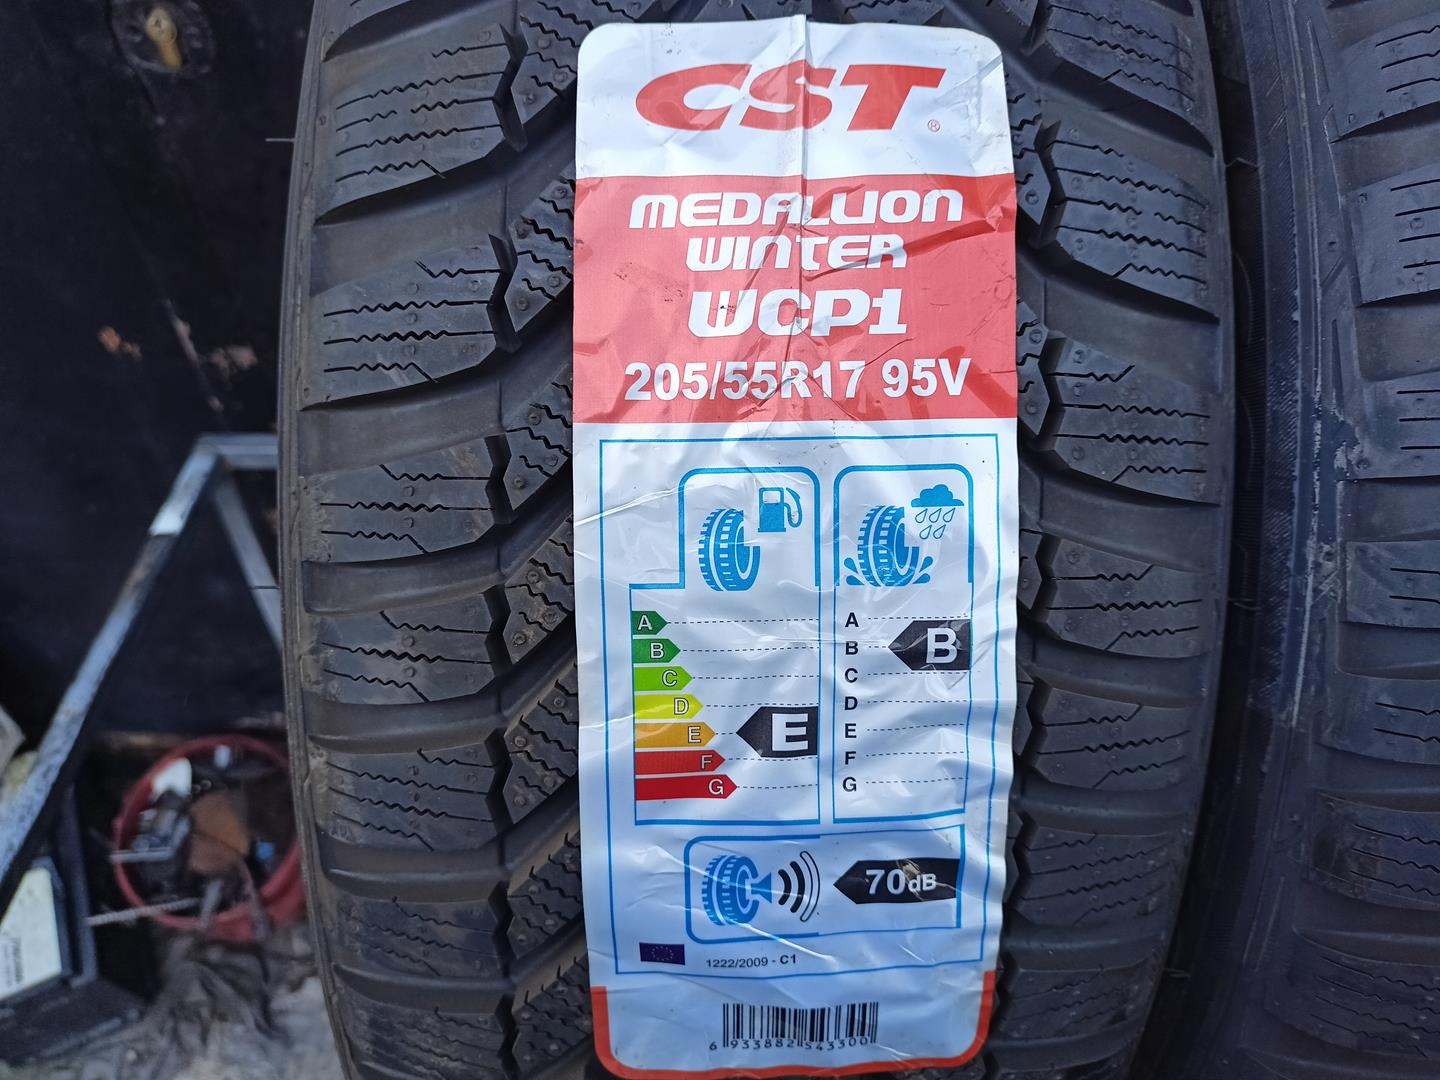 CST®
MEDALLION
WINTER
WCP1
205/55R17 95V
A
B
C
D
E
F
G
E
A
B
C
D
E
F
G
B
70dB
1222/2009 - C1
6 933882 543300